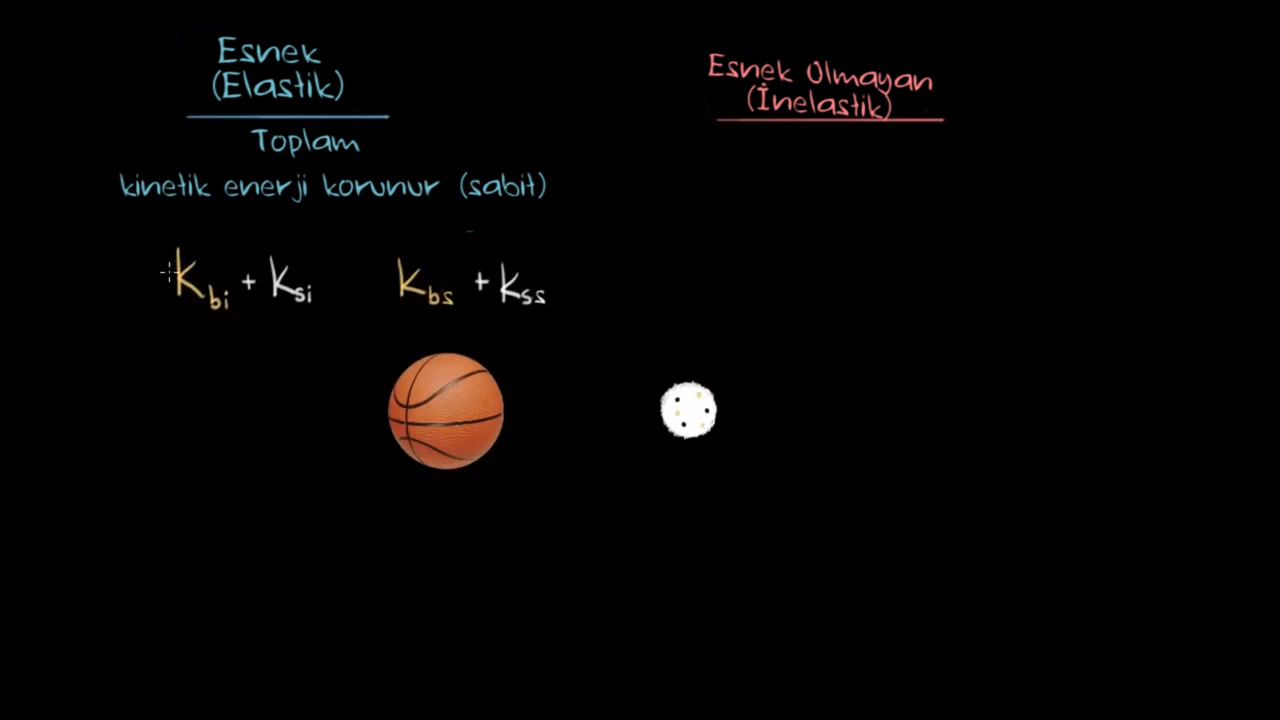 Esnek
(Elastik)
Toplam
kinetik enerji korunur (sabit)
Kbi + Ksi Kbs + Kss
Esnek Olmayan
(İnelastik)